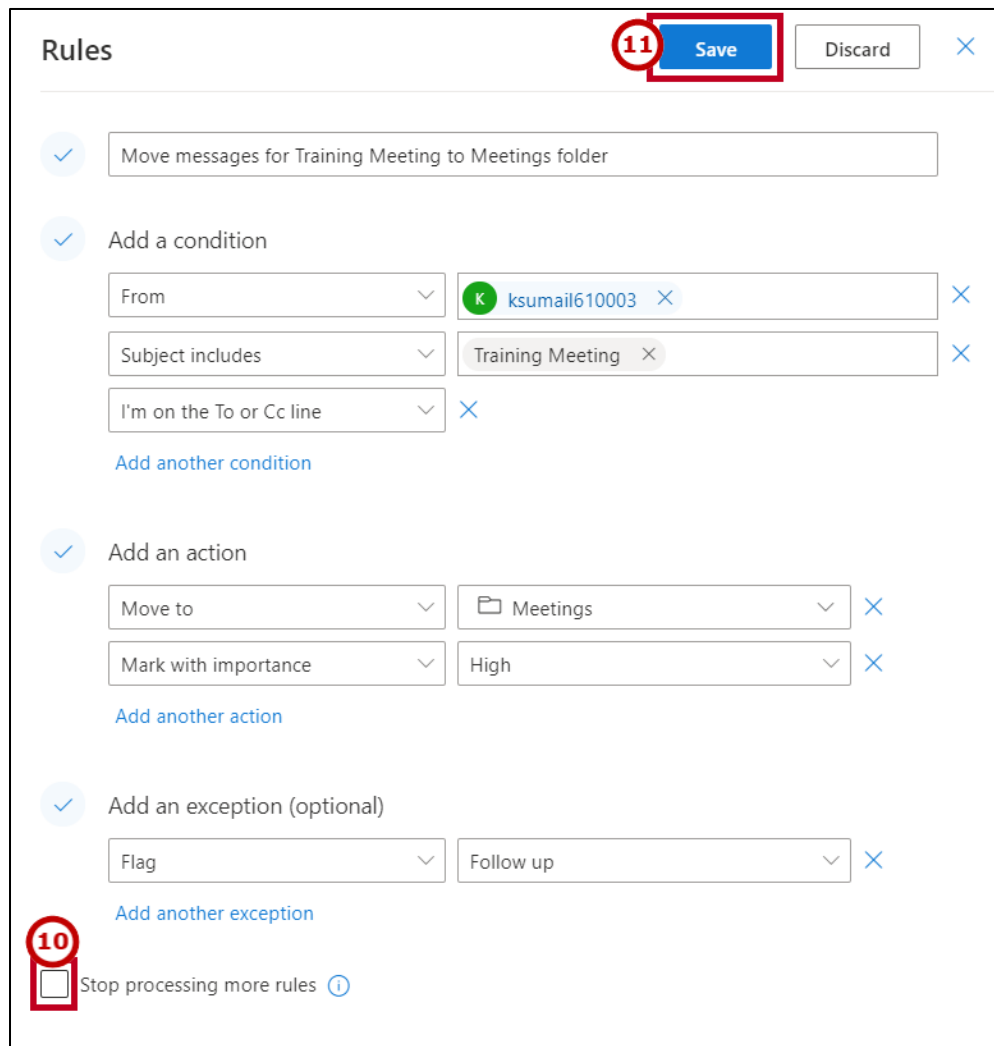 Rules 11 Save Discard
Move messages for Training Meeting to Meetings folder
Add a condition
From K ksumail610003
Subject includes Training Meeting
I'm on the To or Cc line
Add another condition
Add an action
Move to Meetings
Mark with importance High
Add another action
Add an exception (optional)
Flag Follow up
Add another exception
10
Stop processing more rules